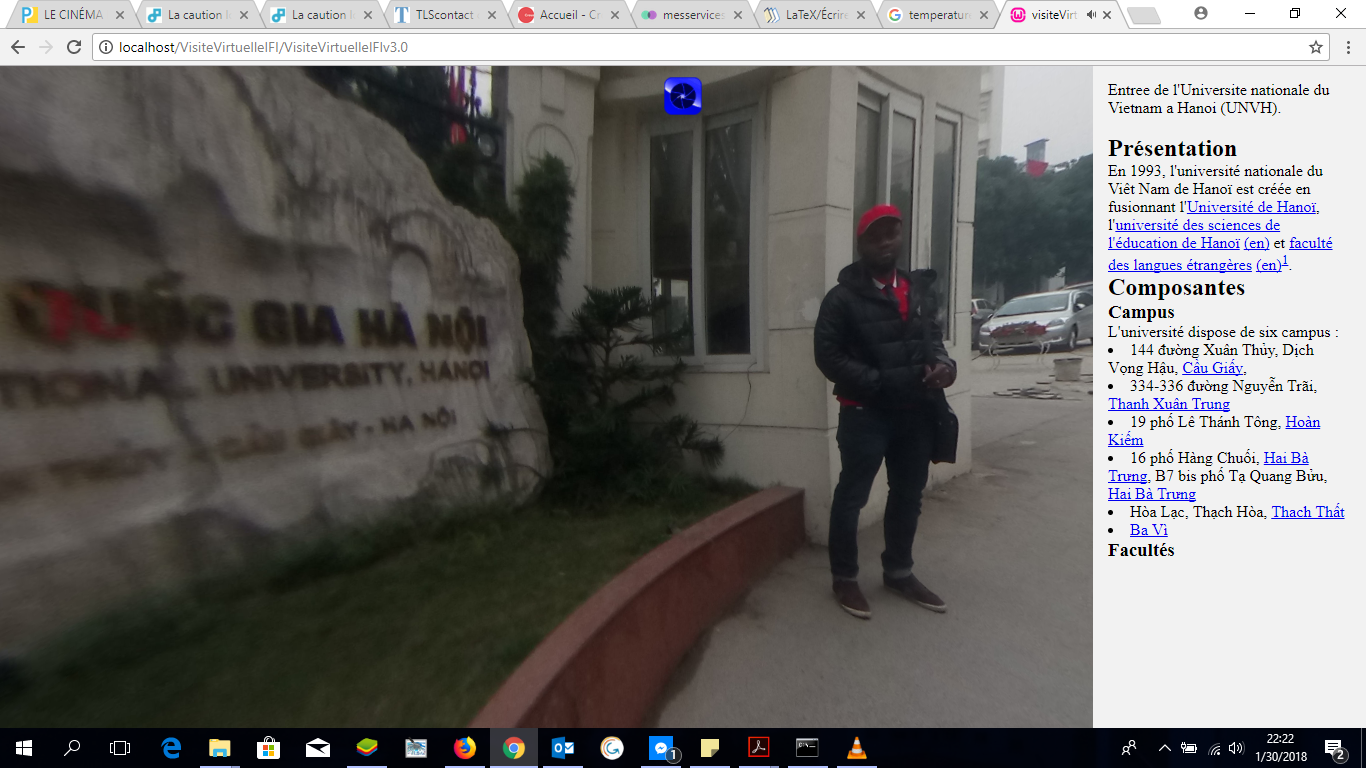 LE CINÉMA
La caution l
La caution l
TLScontact
Accueil - Cr
messervices
LaTeX/Écrire
temperature
visiteVirt
localhost/VisiteVirtuelleIFI/VisiteVirtuelleIFIv3.0
QUỐC GIA HÀ NỘI
TIONAL UNIVERSITY, HANOI
CẦU GIẤY - HÀ NỘI
Entree de l'Universite nationale du
Vietnam a Hanoi (UNVH).
Présentation
En 1993, l'université nationale du
Viêt Nam de Hanoï est créée en
fusionnant l'Université de Hanoï,
l'université des sciences de
l'éducation de Hanoï (en) et faculté
des langues étrangères (en)1.
Composantes
Campus
L'université dispose de six campus :
• 144 đường Xuân Thủy, Dịch
Vọng Hậu, Cầu Giấy,
• 334-336 đường Nguyễn Trãi,
Thanh Xuân Trung
• 19 phố Lê Thánh Tông, Hoàn
Kiếm
• 16 phố Hàng Chuối, Hai Bà
Trưng, B7 bis phố Tạ Quang Bửu,
Hai Bà Trưng
• Hòa Lạc, Thạch Hòa, Thach Thất
• Ba Vì
Facultés
1
22:22
1/30/2018
2